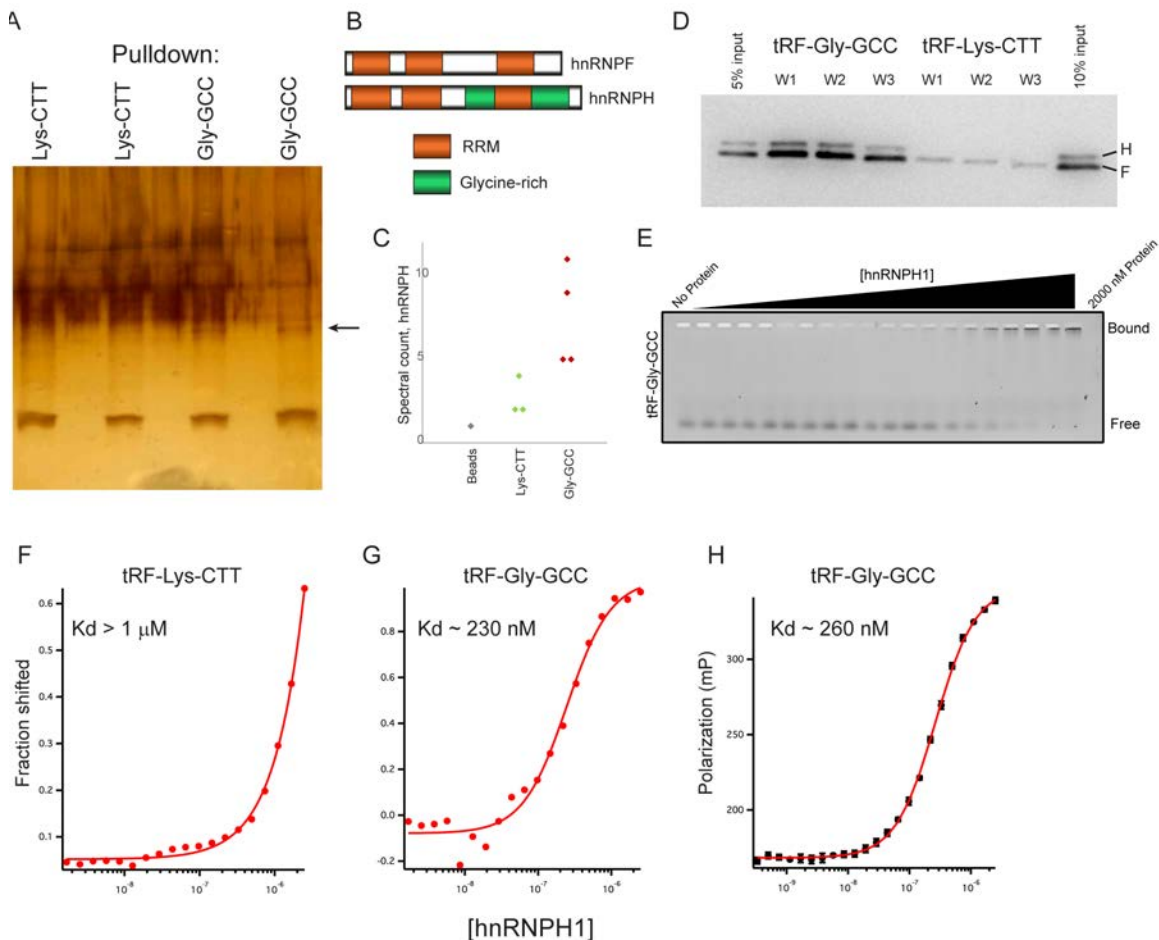 A
Pulldown:
Lys-CTT
Lys-CTT
Gly-GCC
Gly-GCC
B
hnRNPF
hnRNPH
RRM
Glycine-rich
C
Spectral count, hnRNPH
10
5
0
Beads
Lys-CTT
Gly-GCC
D
5% input
tRF-Gly-GCC
tRF-Lys-CTT
10% input
W1 W2 W3 W1 W2 W3
H
F
E
No Protein
[hnRNPH1]
2000 nM Protein
tRF-Gly-GCC
Bound
Free
F
tRF-Lys-CTT
Kd > 1 μM
Fraction shifted
0.6
0.5
0.4
0.3
0.2
0.1
10⁻⁸ 10⁻⁷ 10⁻⁶
G
tRF-Gly-GCC
Kd ~ 230 nM
0.8
0.6
0.4
0.2
0.0
-0.2
10⁻⁸ 10⁻⁷ 10⁻⁶
[hnRNPH1]
H
tRF-Gly-GCC
Kd ~ 260 nM
Polarization (mP)
300
200
10⁻⁹ 10⁻⁸ 10⁻⁷ 10⁻⁶